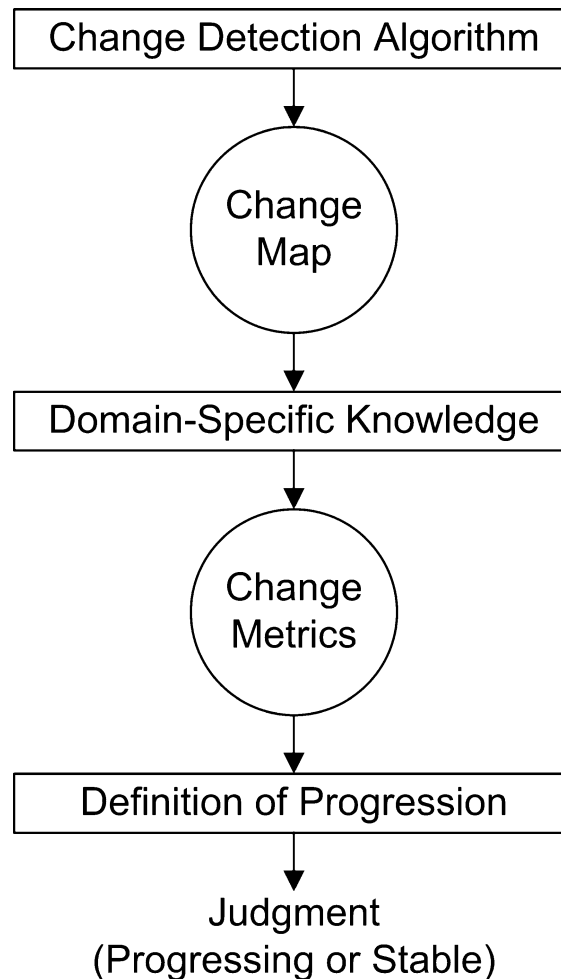 Change Detection Algorithm
Change
Map
Domain-Specific Knowledge
Change
Metrics
Definition of Progression
Judgment
(Progressing or Stable)